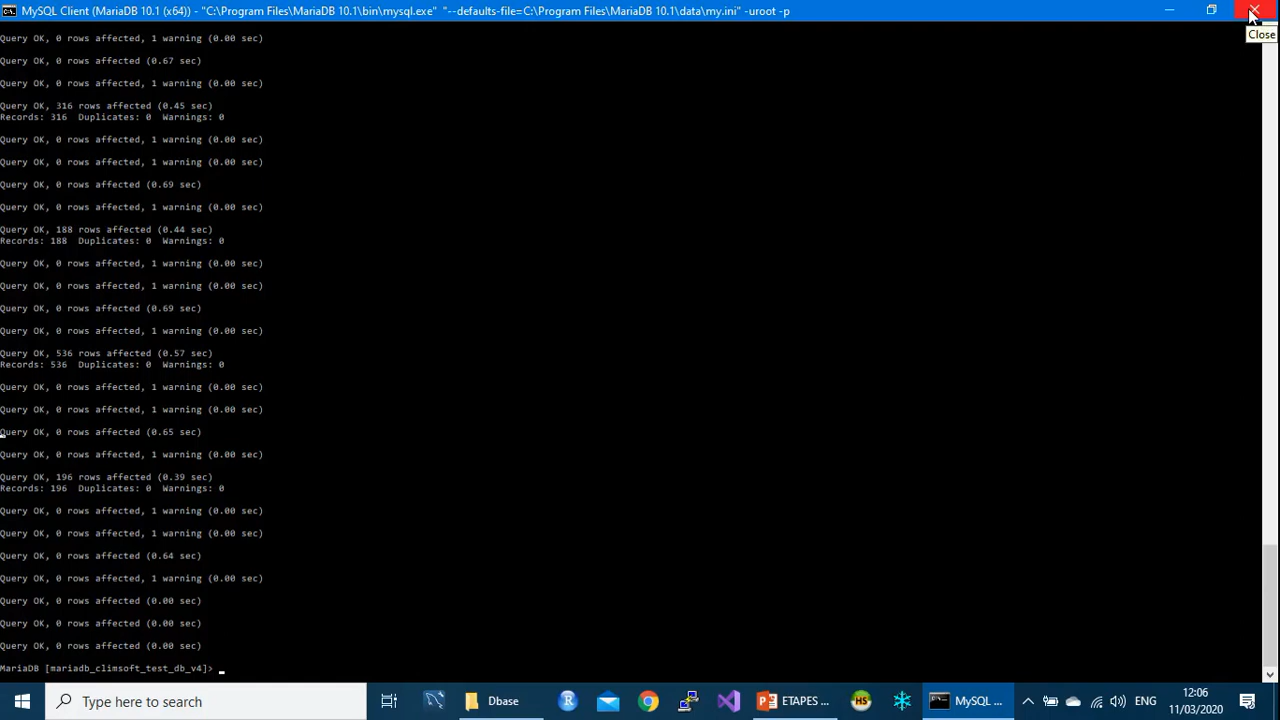 MySQL Client (MariaDB 10.1 (x64)) - "C:\Program Files\MariaDB 10.1\bin\mysql.exe" "--defaults-file=C:\Program Files\MariaDB 10.1\data\my.ini" -uroot -p
Close
Query OK, 0 rows affected, 1 warning (0.00 sec)
Query OK, 0 rows affected (0.67 sec)
Query OK, 0 rows affected, 1 warning (0.00 sec)
Query OK, 316 rows affected (0.45 sec)
Records: 316  Duplicates: 0  Warnings: 0
Query OK, 0 rows affected, 1 warning (0.00 sec)
Query OK, 0 rows affected, 1 warning (0.00 sec)
Query OK, 0 rows affected (0.69 sec)
Query OK, 0 rows affected, 1 warning (0.00 sec)
Query OK, 188 rows affected (0.44 sec)
Records: 188  Duplicates: 0  Warnings: 0
Query OK, 0 rows affected, 1 warning (0.00 sec)
Query OK, 0 rows affected, 1 warning (0.00 sec)
Query OK, 0 rows affected (0.69 sec)
Query OK, 0 rows affected, 1 warning (0.00 sec)
Query OK, 536 rows affected (0.57 sec)
Records: 536  Duplicates: 0  Warnings: 0
Query OK, 0 rows affected, 1 warning (0.00 sec)
Query OK, 0 rows affected, 1 warning (0.00 sec)
Query OK, 0 rows affected (0.65 sec)
Query OK, 0 rows affected, 1 warning (0.00 sec)
Query OK, 196 rows affected (0.39 sec)
Records: 196  Duplicates: 0  Warnings: 0
Query OK, 0 rows affected, 1 warning (0.00 sec)
Query OK, 0 rows affected, 1 warning (0.00 sec)
Query OK, 0 rows affected (0.64 sec)
Query OK, 0 rows affected, 1 warning (0.00 sec)
Query OK, 0 rows affected (0.00 sec)
Query OK, 0 rows affected (0.00 sec)
Query OK, 0 rows affected (0.00 sec)
MariaDB [mariadb_climsoft_test_db_v4]> _
Type here to search
Dbase
R
P
ETAPES ...
HS
MySQL ...
ENG
12:06
11/03/2020